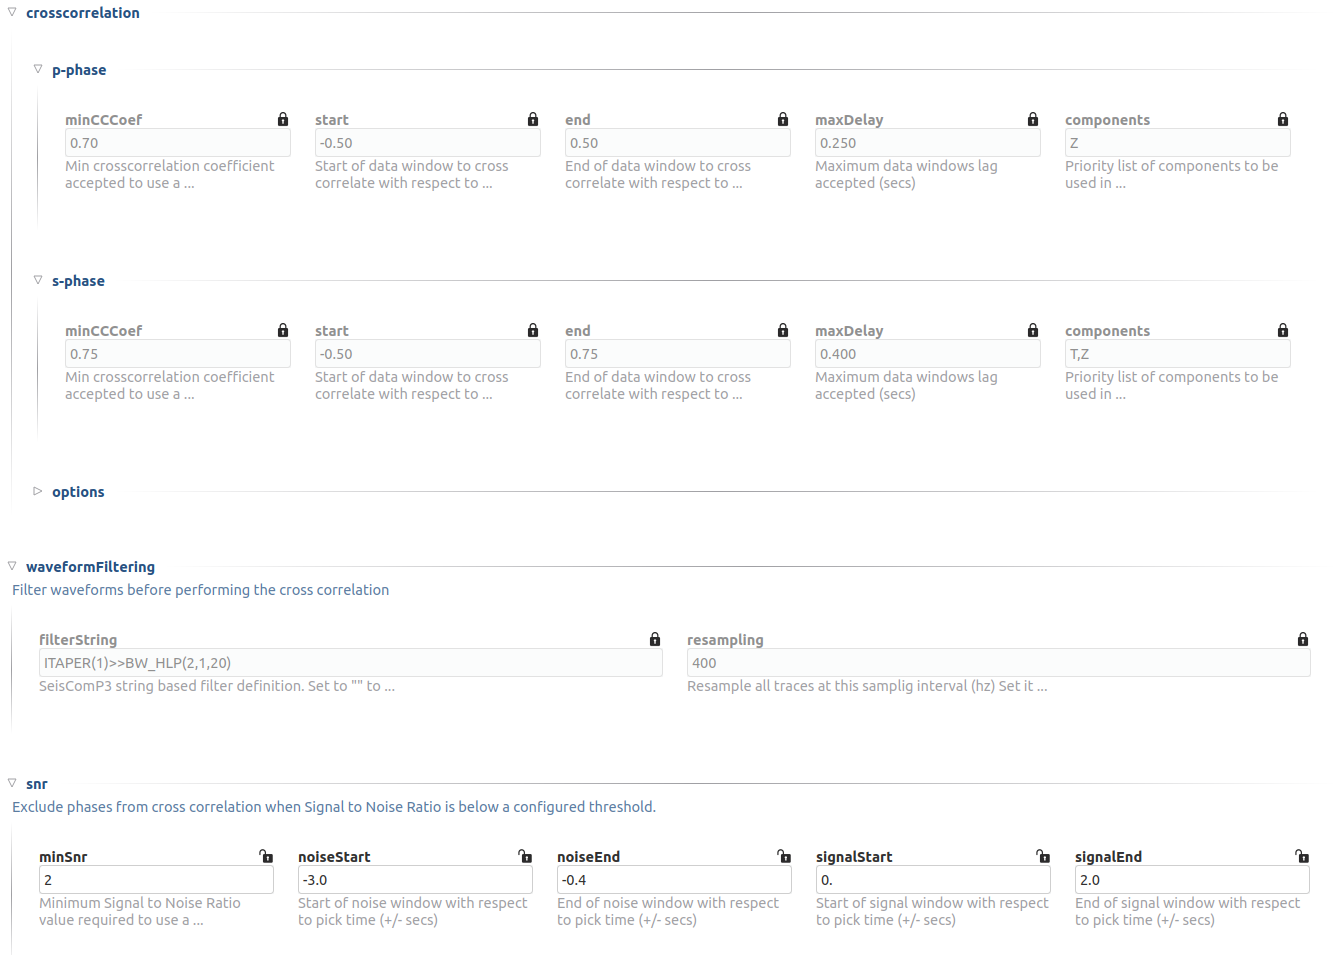 crosscorrelation
p-phase
minCCCoef start end maxDelay components
0.70 -0.50 0.50 0.250 Z
Min crosscorrelation coefficient Start of data window to cross End of data window to cross Maximum data windows lag Priority list of components to be
accepted to use a ... correlate with respect to ... correlate with respect to ... accepted (secs) used in ...
s-phase
minCCCoef start end maxDelay components
0.75 -0.50 0.75 0.400 T,Z
Min crosscorrelation coefficient Start of data window to cross End of data window to cross Maximum data windows lag Priority list of components to be
accepted to use a ... correlate with respect to ... correlate with respect to ... accepted (secs) used in ...
options
waveformFiltering
Filter waveforms before performing the cross correlation
filterString resampling
ITAPER(1)>>BW_HLP(2,1,20) 400
SeisComP3 string based filter definition. Set to "" to ... Resample all traces at this samplig interval (hz) Set it ...
snr
Exclude phases from cross correlation when Signal to Noise Ratio is below a configured threshold.
minSnr noiseStart noiseEnd signalStart signalEnd
2 -3.0 -0.4 0. 2.0
Minimum Signal to Noise Ratio Start of noise window with respect End of noise window with respect Start of signal window with respect End of signal window with respect
value required to use a ... to pick time (+/- secs) to pick time (+/- secs) to pick time (+/- secs) to pick time (+/- secs)